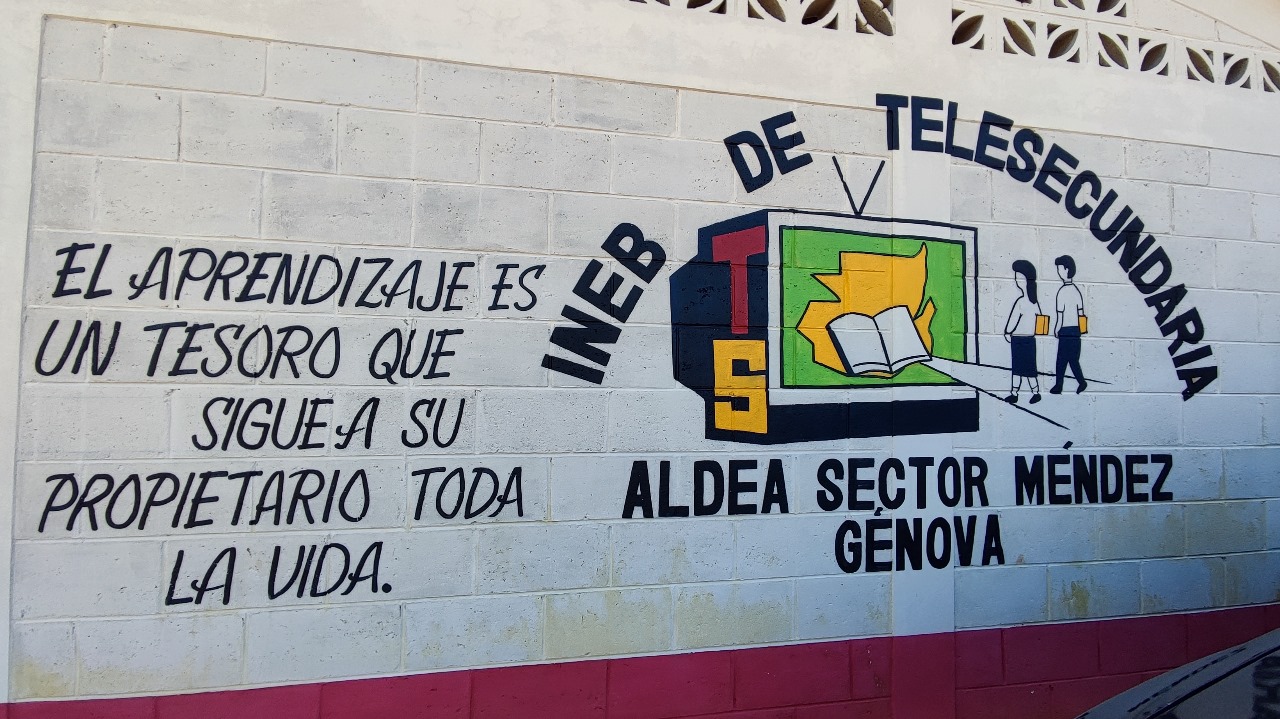 EL APRENDIZAJE ES
UN TESORO QUE
SIGUE A SU
PROPIETARIO TODA
LA VIDA.
INEB DE TELESECUNDARIA
TS
ALDEA SECTOR MÉNDEZ
GÉNOVA